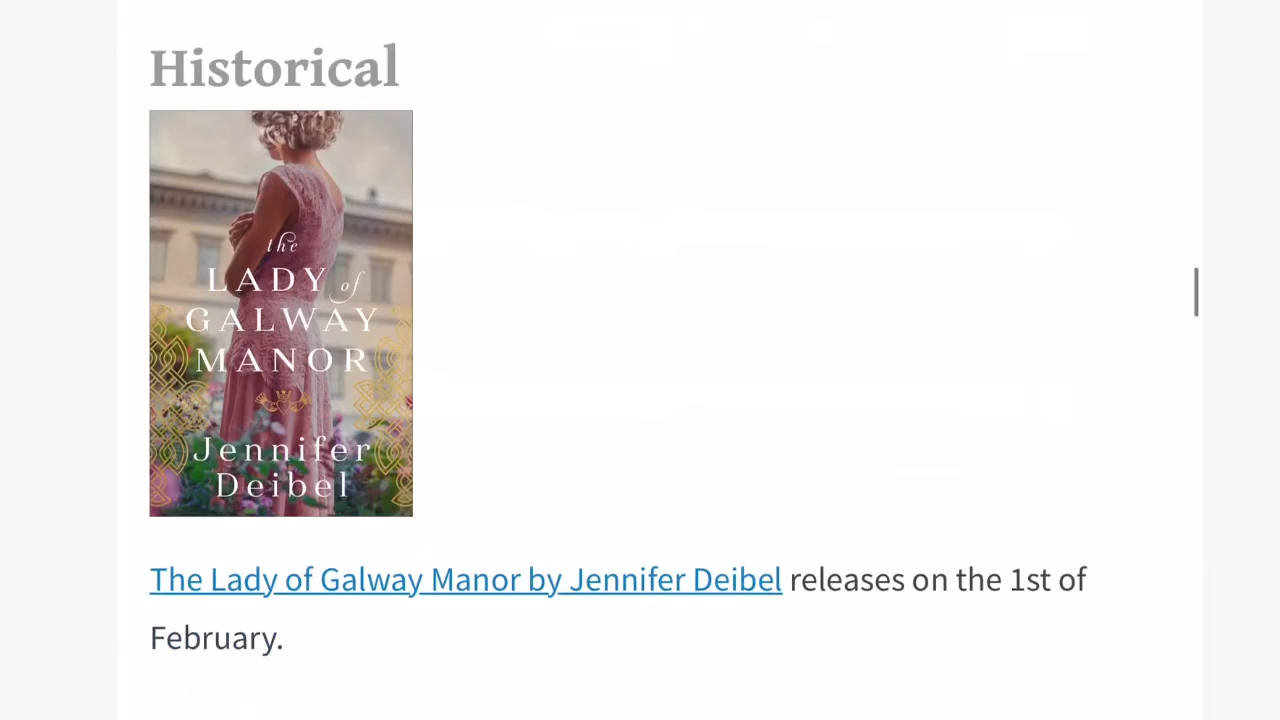 Historical
the
LADY of
GALWAY
MANOR
Jennifer
Deibel
The Lady of Galway Manor by Jennifer Deibel releases on the 1st of
February.